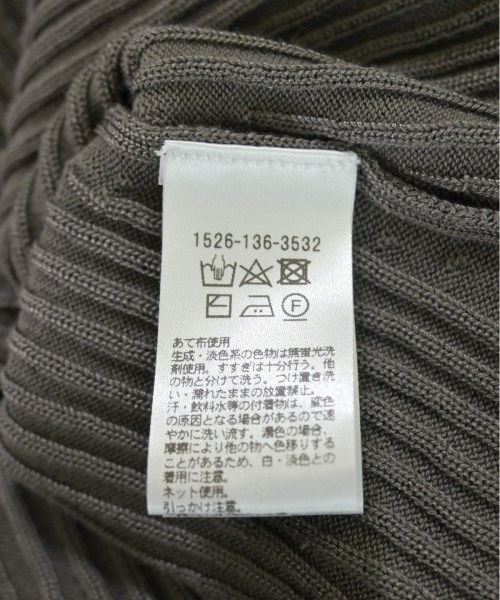 1526-136-3532
F
あて布使用
生成・淡色系の色物は無蛍光洗
剤使用。すすぎは十分行う。他
の物と分けて洗う。つけ置き洗
い・濡れたままの放置禁止。
汗・飲料水等の付着物は、変色
の原因となる場合があるので速
やかに洗い流す。濃色の場合、
摩擦により他の物へ色移りする
ことがあるため、白・淡色との
着用に注意。
ネット使用。
引っかけ注意。